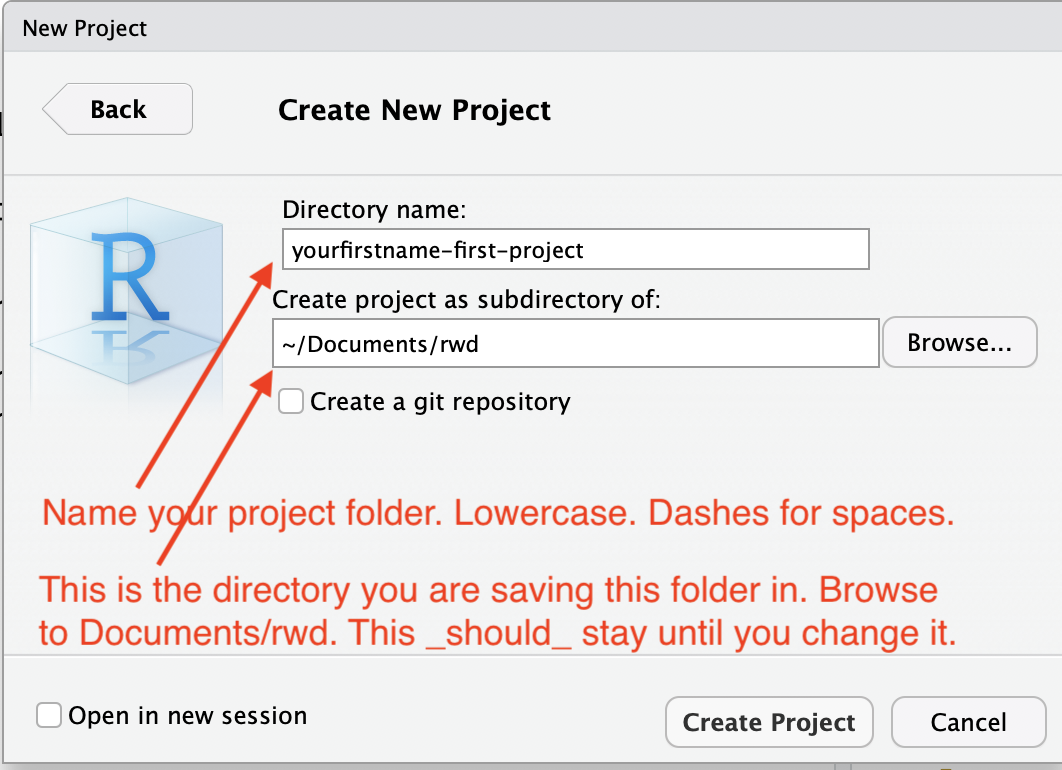 New Project
Back
Create New Project
R
Directory name:
yourfirstname-first-project
Create project as subdirectory of:
~/Documents/rwd
Browse...
Create a git repository
Name your project folder. Lowercase. Dashes for spaces.
This is the directory you are saving this folder in. Browse
to Documents/rwd. This _should_ stay until you change it.
Open in new session
Create Project
Cancel